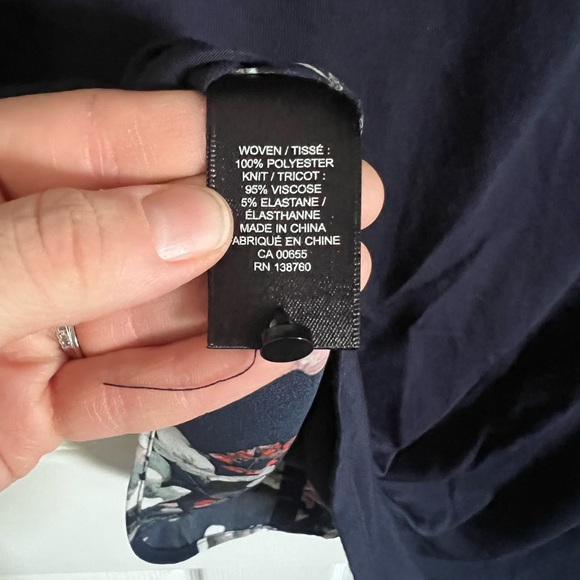 WOVEN / TISSÉ :
100% POLYESTER
KNIT / TRICOT :
95% VISCOSE
5% ELASTANE /
ÉLASTHANNE
MADE IN CHINA
FABRIQUÉ EN CHINE
CA 00655
RN 138760